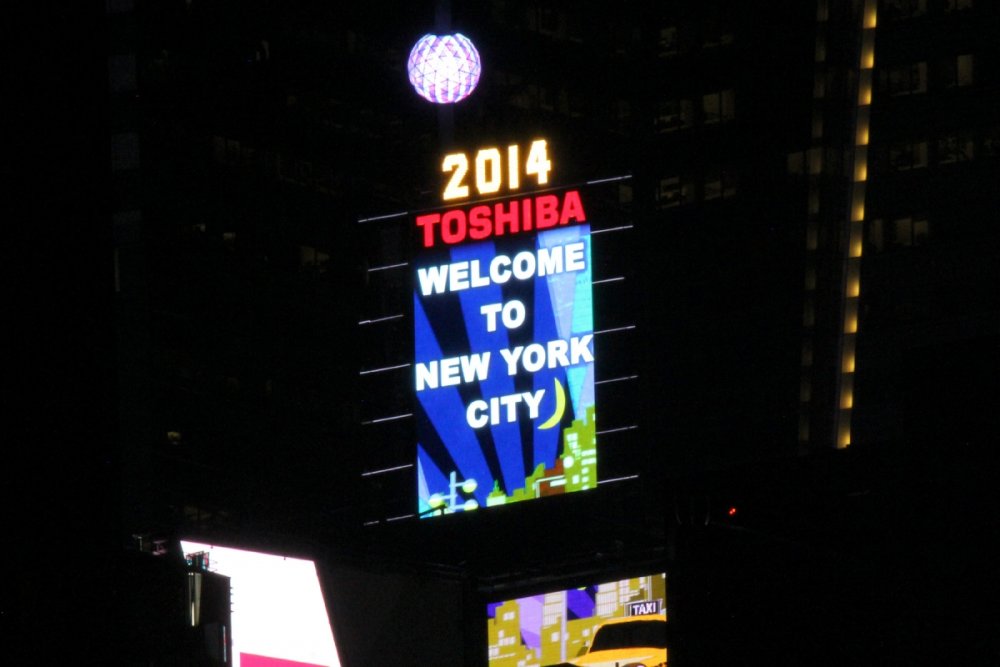 2014
TOSHIBA
WELCOME
TO
NEW YORK
CITY
TAXI